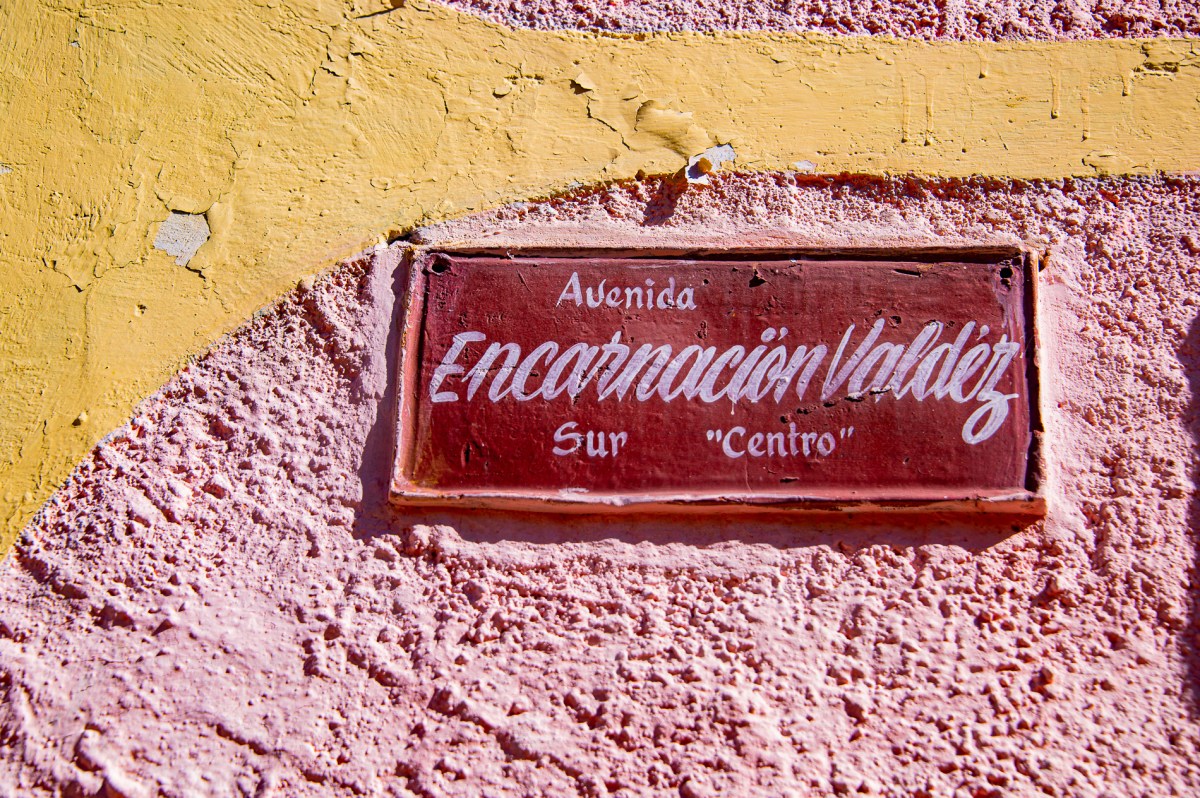 Avenida
Encarnación Valdéz
Sur "Centro"